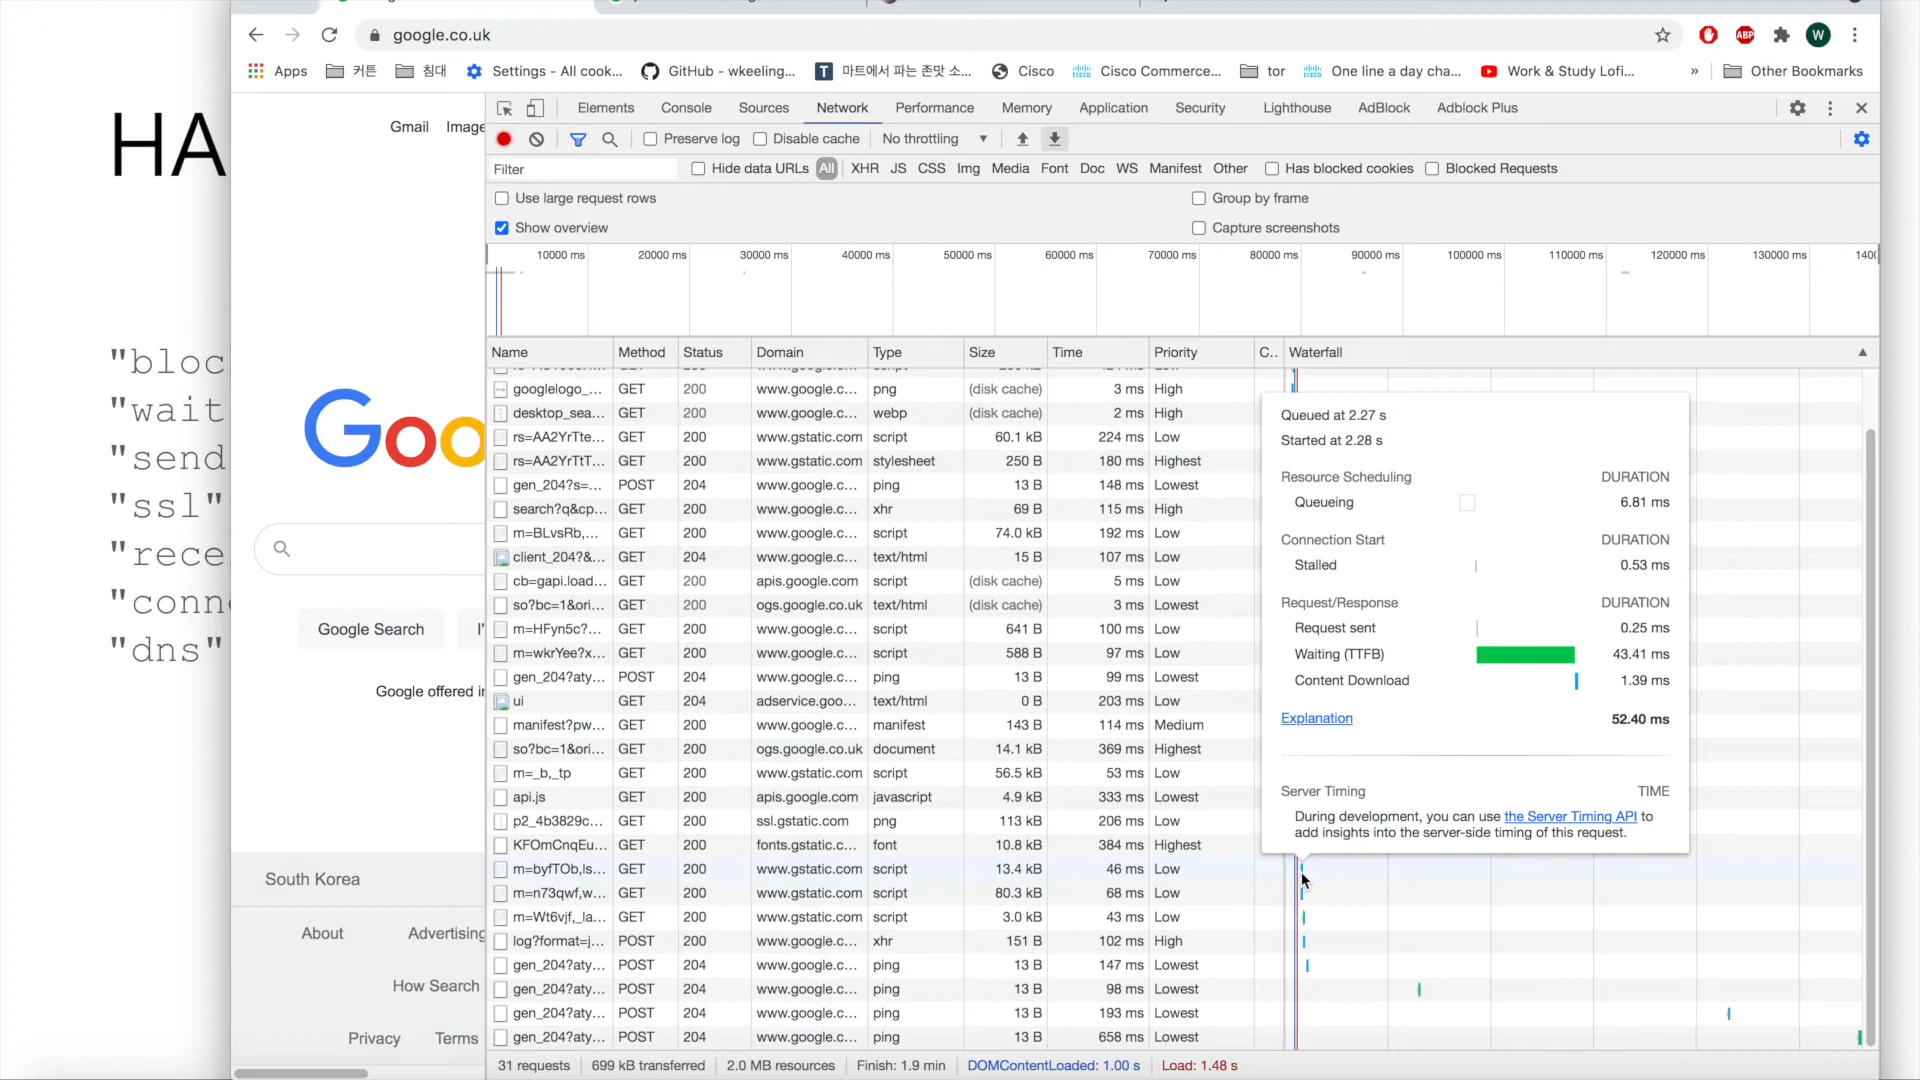 google.co.uk
Apps
커튼
침대
Settings - All cook...
GitHub - wkeeling...
마트에서 파는 존맛 소...
Cisco
Cisco Commerce...
tor
One line a day cha...
Work & Study Lofi...
»
Other Bookmarks
W
ABP
HA
"bloc
"wait
"send
"ssl"
"rece
"conn
"dns"
Gmail
Image
Goo
Google Search
I'
Google offered in
South Korea
About
Advertising
How Search
Privacy
Terms
Elements
Console
Sources
Network
Performance
Memory
Application
Security
Lighthouse
AdBlock
Adblock Plus
Preserve log
Disable cache
No throttling
Filter
Hide data URLs
All
XHR
JS
CSS
Img
Media
Font
Doc
WS
Manifest
Other
Has blocked cookies
Blocked Requests
Use large request rows
Group by frame
Show overview
Capture screenshots
10000 ms
20000 ms
30000 ms
40000 ms
50000 ms
60000 ms
70000 ms
80000 ms
90000 ms
100000 ms
110000 ms
120000 ms
130000 ms
1400
Name Method Status Domain Type Size Time Priority C.. Waterfall
googlelogo_... GET 200 www.google.c... png (disk cache) 3 ms High
desktop_sea... GET 200 www.google.c... webp (disk cache) 2 ms High
rs=AA2YrTte... GET 200 www.gstatic.com script 60.1 kB 224 ms Low
rs=AA2YrTtT... GET 200 www.gstatic.com stylesheet 250 B 180 ms Highest
gen_204?s=... POST 204 www.google.c... ping 13 B 148 ms Lowest
search?q&cp... GET 200 www.google.c... xhr 69 B 115 ms High
m=BLvsRb,... GET 200 www.google.c... script 74.0 kB 192 ms Low
client_204?&... GET 204 www.google.c... text/html 15 B 107 ms Low
cb=gapi.load... GET 200 apis.google.com script (disk cache) 5 ms Low
so?bc=1&ori... GET 200 ogs.google.co.uk text/html (disk cache) 3 ms Lowest
m=HFyn5c?... GET 200 www.google.c... script 641 B 100 ms Low
m=wkrYee?x... GET 200 www.google.c... script 588 B 97 ms Low
gen_204?aty... POST 204 www.google.c... ping 13 B 99 ms Lowest
ui GET 204 adservice.goo... text/html 0 B 203 ms Low
manifest?pw... GET 200 www.google.c... manifest 143 B 114 ms Medium
so?bc=1&ori... GET 200 ogs.google.co.uk document 14.1 kB 369 ms Highest
m=_b,_tp GET 200 www.gstatic.com script 56.5 kB 53 ms Low
api.js GET 200 apis.google.com javascript 4.9 kB 333 ms Lowest
p2_4b3829c... GET 200 ssl.gstatic.com png 113 kB 206 ms Low
KFOmCnqEu... GET 200 fonts.gstatic.c... font 10.8 kB 384 ms Highest
m=byfTOb,ls... GET 200 www.gstatic.com script 13.4 kB 46 ms Low
m=n73qwf,w... GET 200 www.gstatic.com script 80.3 kB 68 ms Low
m=Wt6vjf,_la... GET 200 www.gstatic.com script 3.0 kB 43 ms Low
log?format=j... POST 200 www.google.c... xhr 151 B 102 ms High
gen_204?aty... POST 204 www.google.c... ping 13 B 147 ms Lowest
gen_204?aty... POST 204 www.google.c... ping 13 B 98 ms Lowest
gen_204?aty... POST 204 www.google.c... ping 13 B 193 ms Lowest
gen_204?aty... POST 204 www.google.c... ping 13 B 658 ms Lowest
Queued at 2.27 s
Started at 2.28 s
Resource Scheduling DURATION
Queueing 6.81 ms
Connection Start DURATION
Stalled 0.53 ms
Request/Response DURATION
Request sent 0.25 ms
Waiting (TTFB) 43.41 ms
Content Download 1.39 ms
Explanation 52.40 ms
Server Timing TIME
During development, you can use the Server Timing API to
add insights into the server-side timing of this request.
31 requests
699 kB transferred
2.0 MB resources
Finish: 1.9 min
DOMContentLoaded: 1.00 s
Load: 1.48 s